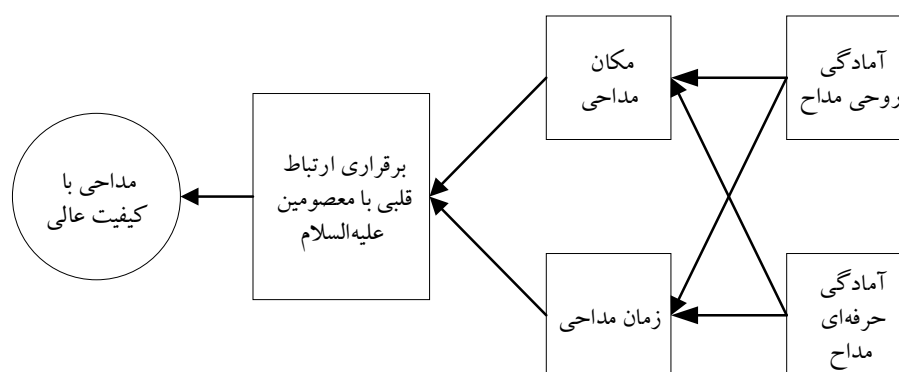 آمادگی
روحی مداح
مکان
مداحی
برقراری ارتباط
قلبی با معصومین
علیه‌السلام
مداحی با
کیفیت عالی
آمادگی
حرفه‌ای
مداح
زمان مداحی